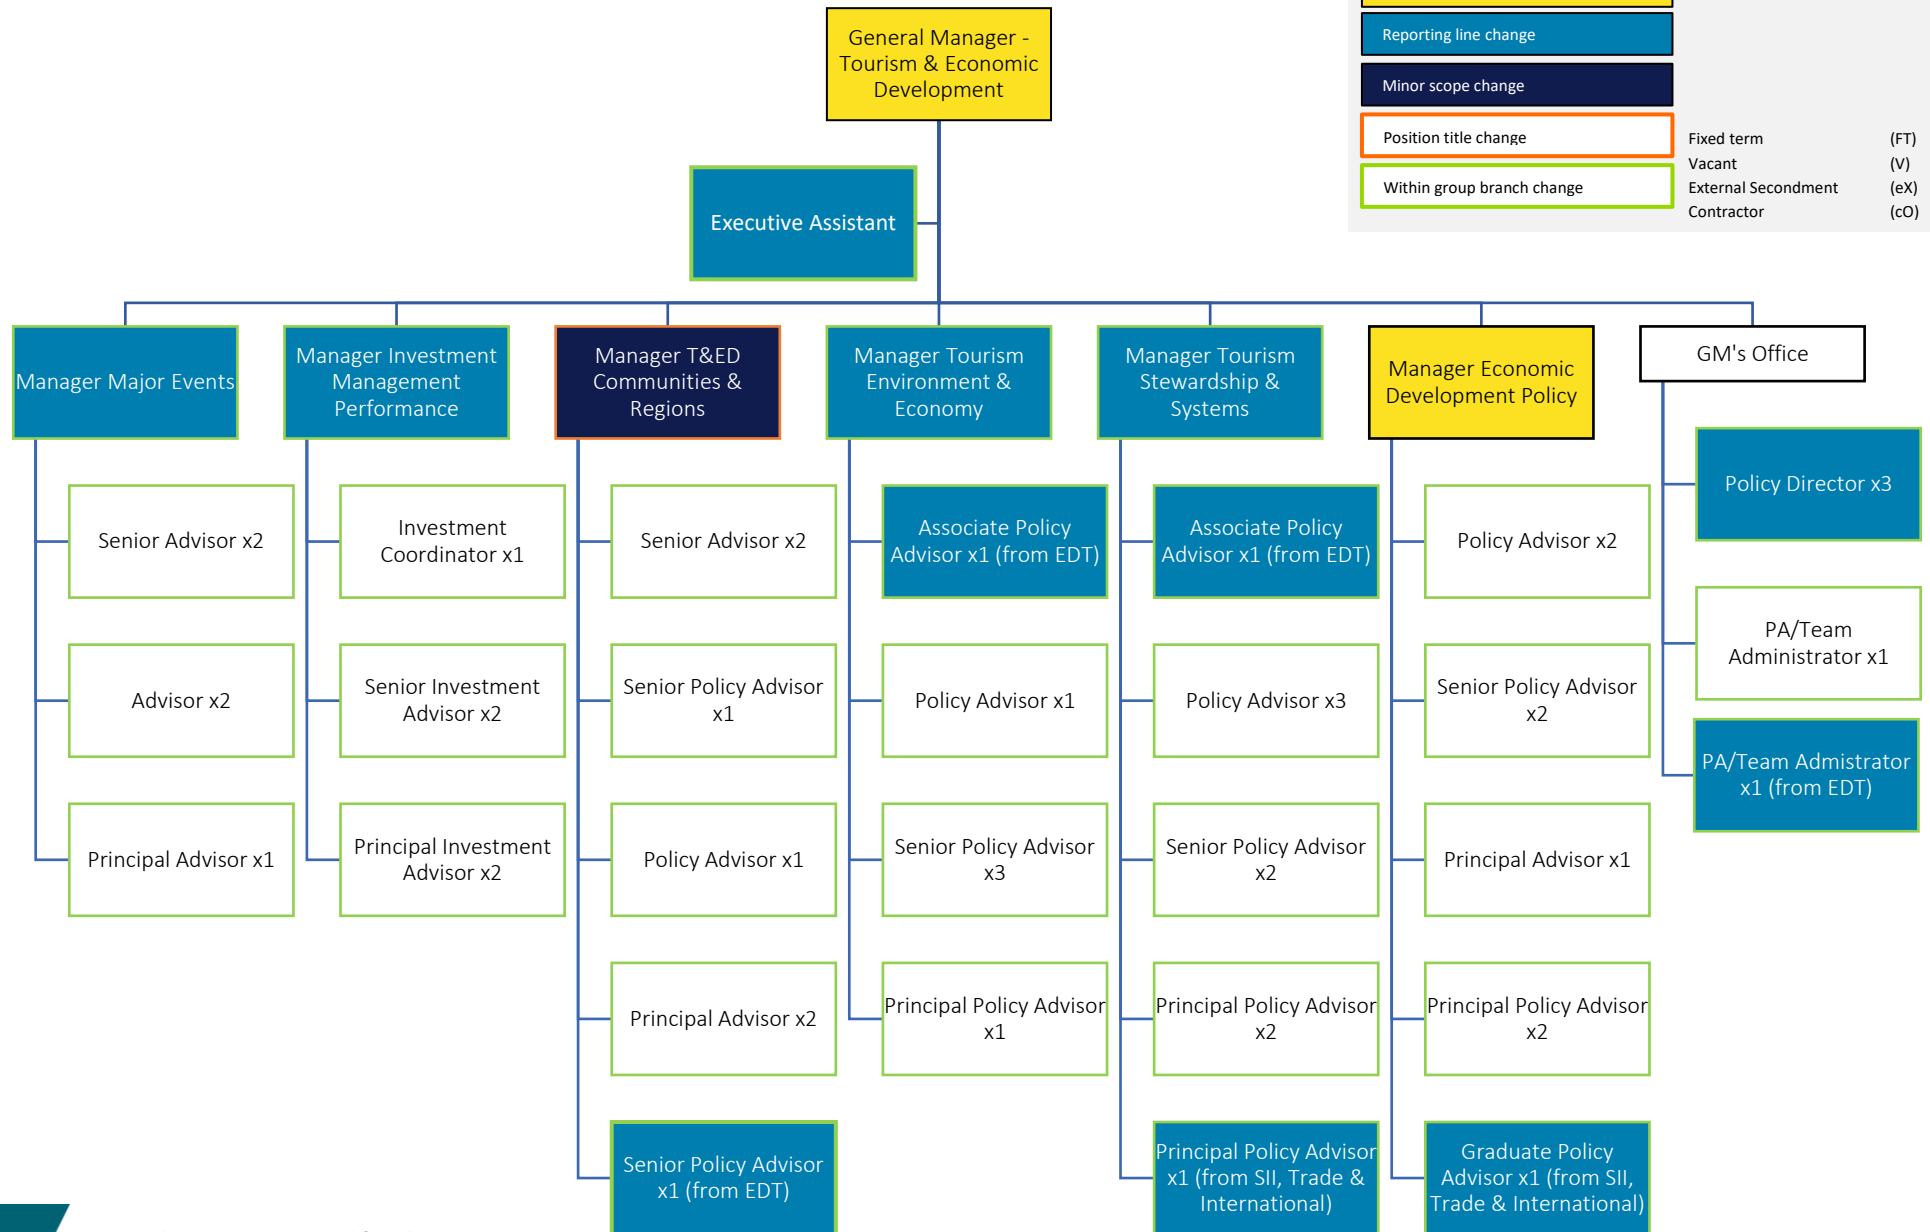 General Manager -
Tourism & Economic
Development
Reporting line change
Minor scope change
Position title change
Within group branch change
Fixed term (FT)
Vacant (V)
External Secondment (eX)
Contractor (cO)
Executive Assistant
Manager Major Events
Manager Investment
Management
Performance
Manager T&ED
Communities &
Regions
Manager Tourism
Environment &
Economy
Manager Tourism
Stewardship &
Systems
Manager Economic
Development Policy
GM's Office
Senior Advisor x2
Advisor x2
Principal Advisor x1
Investment
Coordinator x1
Senior Investment
Advisor x2
Principal Investment
Advisor x2
Senior Advisor x2
Senior Policy Advisor
x1
Policy Advisor x1
Principal Advisor x2
Senior Policy Advisor
x1 (from EDT)
Associate Policy
Advisor x1 (from EDT)
Policy Advisor x1
Senior Policy Advisor
x3
Principal Policy Advisor
x1
Associate Policy
Advisor x1 (from EDT)
Policy Advisor x3
Senior Policy Advisor
x2
Principal Policy Advisor
x2
Principal Policy Advisor
x1 (from SII, Trade &
International)
Policy Advisor x2
Senior Policy Advisor
x2
Principal Advisor x1
Principal Policy Advisor
x2
Graduate Policy
Advisor x1 (from SII,
Trade & International)
Policy Director x3
PA/Team
Administrator x1
PA/Team Admistrator
x1 (from EDT)